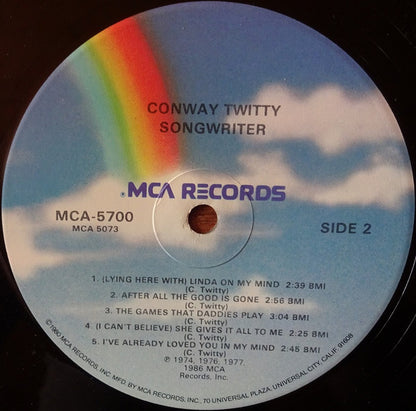 CONWAY TWITTY
SONGWRITER
MCA RECORDS
MCA-5700
MCA 5073
SIDE 2
1. (LYING HERE WITH) LINDA ON MY MIND 2:39 BMI
(C. Twitty)
2. AFTER ALL THE GOOD IS GONE 2:56 BMI
(C. Twitty)
3. THE GAMES THAT DADDIES PLAY 3:04 BMI
(C. Twitty)
4. (I CAN'T BELIEVE) SHE GIVES IT ALL TO ME 2:25 BMI
(C. Twitty)
5. I'VE ALREADY LOVED YOU IN MY MIND 2:45 BMI
(C. Twitty)
℗ 1974, 1976, 1977,
1986 MCA
Records, Inc.
©1980 MCA RECORDS, INC. MFD BY MCA RECORDS, INC., 70 UNIVERSAL PLAZA, UNIVERSAL CITY, CALIF. 91608